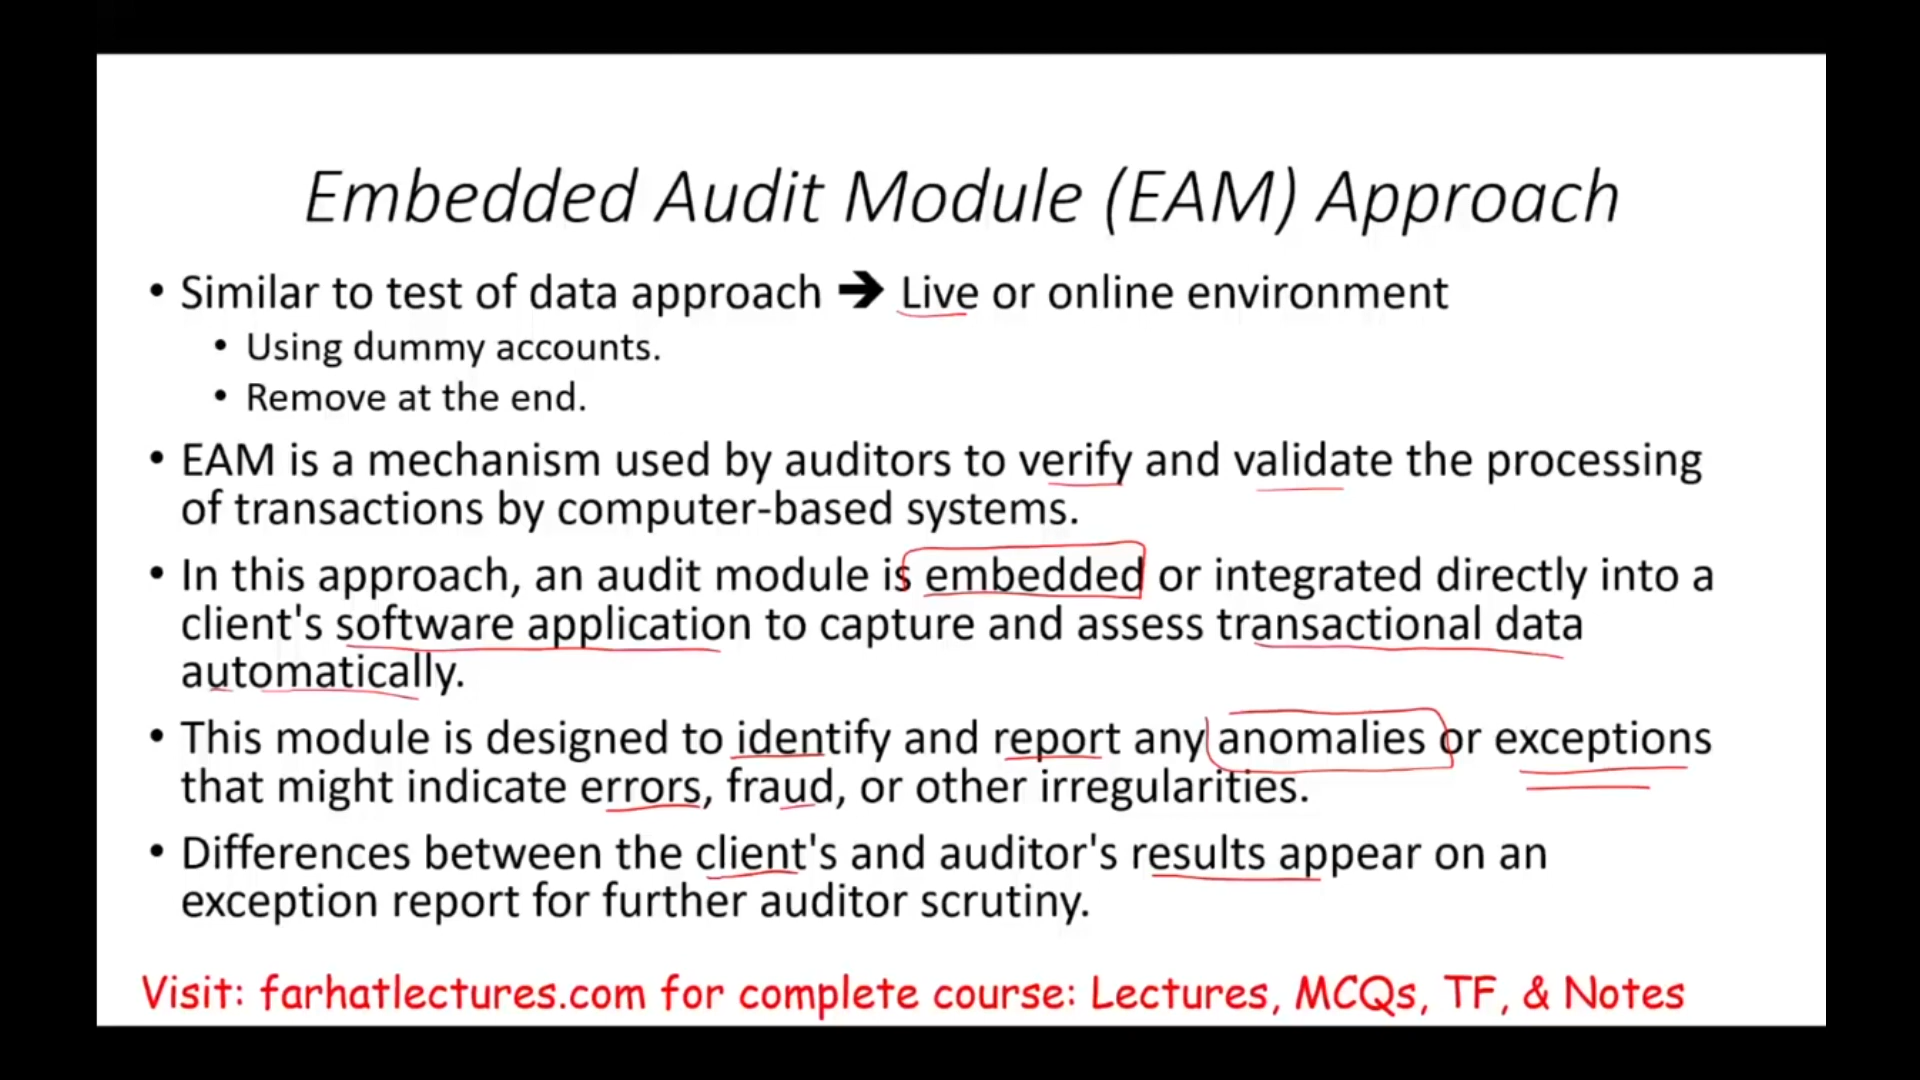 Embedded Audit Module (EAM) Approach
• Similar to test of data approach ➔ Live or online environment
• Using dummy accounts.
• Remove at the end.
• EAM is a mechanism used by auditors to verify and validate the processing
of transactions by computer-based systems.
• In this approach, an audit module is embedded or integrated directly into a
client's software application to capture and assess transactional data
automatically.
• This module is designed to identify and report any anomalies or exceptions
that might indicate errors, fraud, or other irregularities.
• Differences between the client's and auditor's results appear on an
exception report for further auditor scrutiny.
Visit: farhatlectures.com for complete course: Lectures, MCQs, TF, & Notes